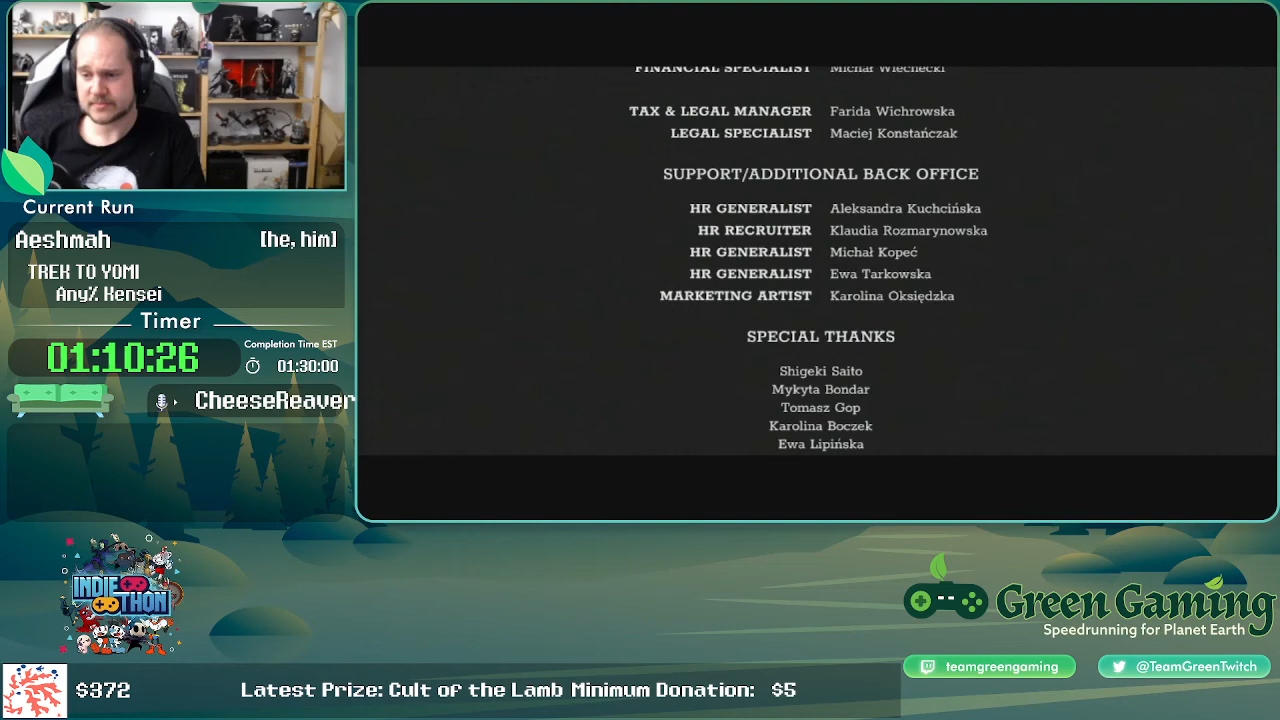 FINANCIAL SPECIALIST Michał Wiechecki
TAX & LEGAL MANAGER Farida Wichrowska
LEGAL SPECIALIST Maciej Konstańczak
SUPPORT/ADDITIONAL BACK OFFICE
HR GENERALIST Aleksandra Kuchcińska
HR RECRUITER Klaudia Rozmarynowska
HR GENERALIST Michał Kopeć
HR GENERALIST Ewa Tarkowska
MARKETING ARTIST Karolina Oksiędzka
SPECIAL THANKS
Shigeki Saito
Mykyta Bondar
Tomasz Gop
Karolina Boczek
Ewa Lipińska
Current Run
Aeshmah [he, him]
TREK TO YOMI
Any% Kensei
Timer
01:10:26
Completion Time EST
01:30:00
CheeseReaver
INDIE THON
Green Gaming
Speedrunning for Planet Earth
teamgreengaming
@TeamGreenTwitch
$372
Latest Prize: Cult of the Lamb Minimum Donation: $5